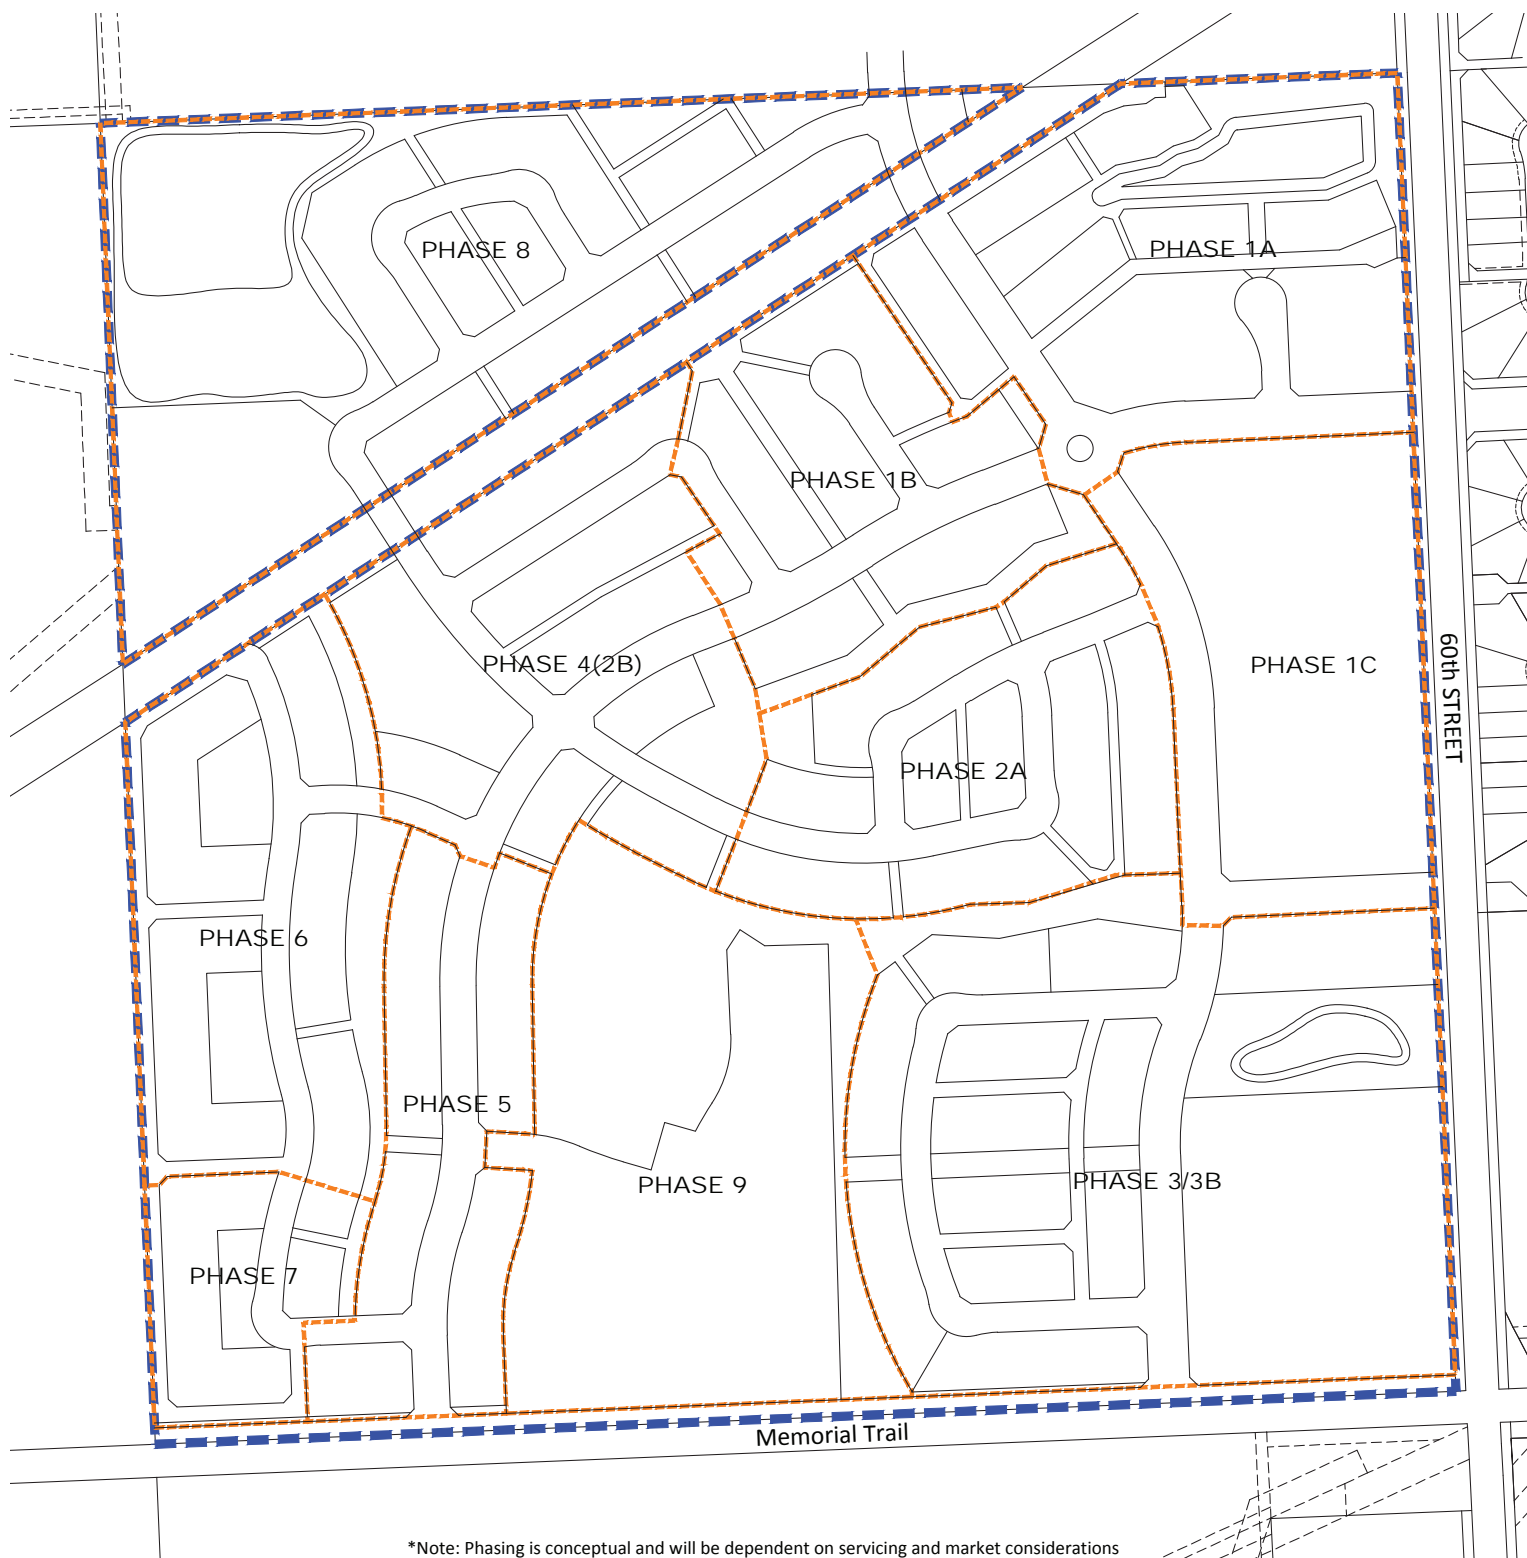 PHASE 8
PHASE 1A
PHASE 1B
PHASE 4(2B)
PHASE 1C
60th STREET
PHASE 2A
PHASE 6
PHASE 5
PHASE 9
PHASE 3/3B
PHASE 7
Memorial Trail
*Note: Phasing is conceptual and will be dependent on servicing and market considerations